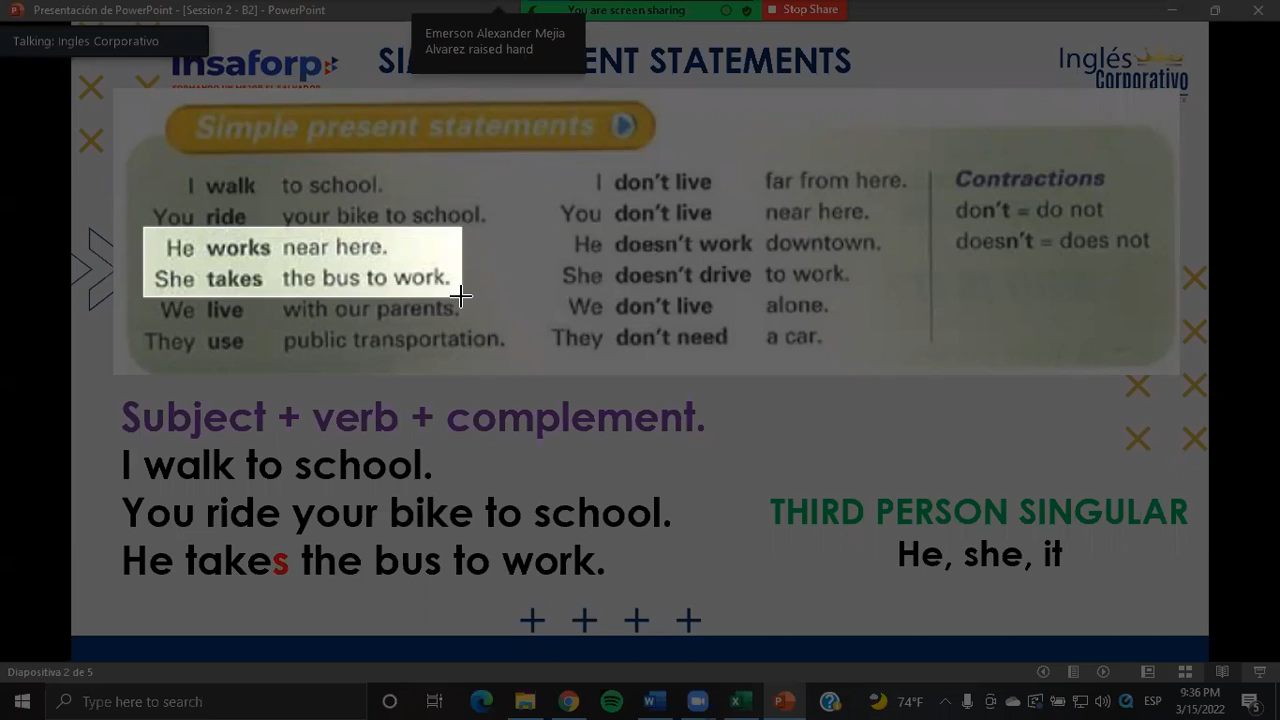 Presentación de PowerPoint - [Session 2 - B2] - PowerPoint
You are screen sharing
Stop Share
Talking: Ingles Corporativo
Emerson Alexander Mejia
Alvarez raised hand
Insaforp
ENT STATEMENTS
Inglés
Corporativo
Simple present statements
I walk to school.
You ride your bike to school.
He works near here.
She takes the bus to work.
We live with our parents.
They use public transportation.
I don't live far from here.
You don't live near here.
He doesn't work downtown.
She doesn't drive to work.
We don't live alone.
They don't need a car.
Contractions
don't = do not
doesn't = does not
Subject + verb + complement.
I walk to school.
You ride your bike to school.
He takes the bus to work.
THIRD PERSON SINGULAR
He, she, it
Diapositiva 2 de 5
Type here to search
74°F
ESP
9:36 PM
3/15/2022
5